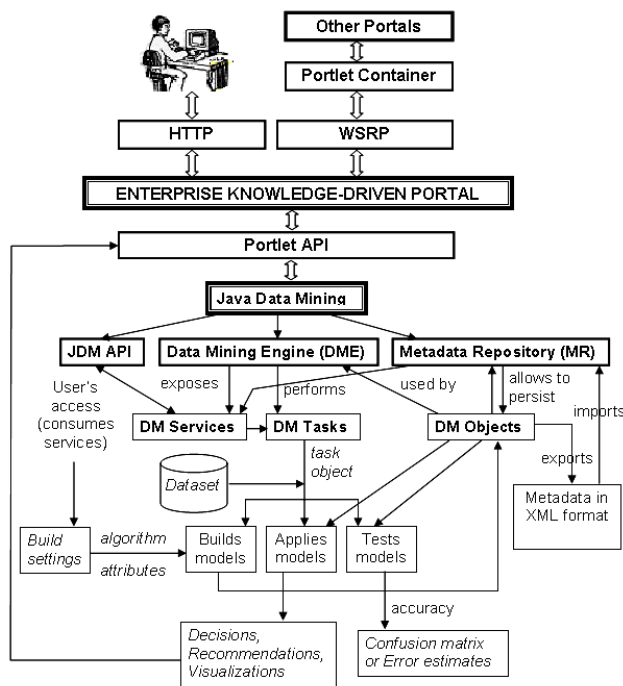 Other Portals
Portlet Container
HTTP
WSRP
ENTERPRISE KNOWLEDGE-DRIVEN PORTAL
Portlet API
Java Data Mining
JDM API
Data Mining Engine (DME)
Metadata Repository (MR)
User's
access
(consumes
services)
exposes
performs
used by
allows to
persist
imports
DM Services
DM Tasks
DM Objects
task
object
exports
Dataset
Metadata in
XML format
Build
settings
algorithm
attributes
Builds
models
Applies
models
Tests
models
accuracy
Decisions,
Recommendations,
Visualizations
Confusion matrix
or Error estimates